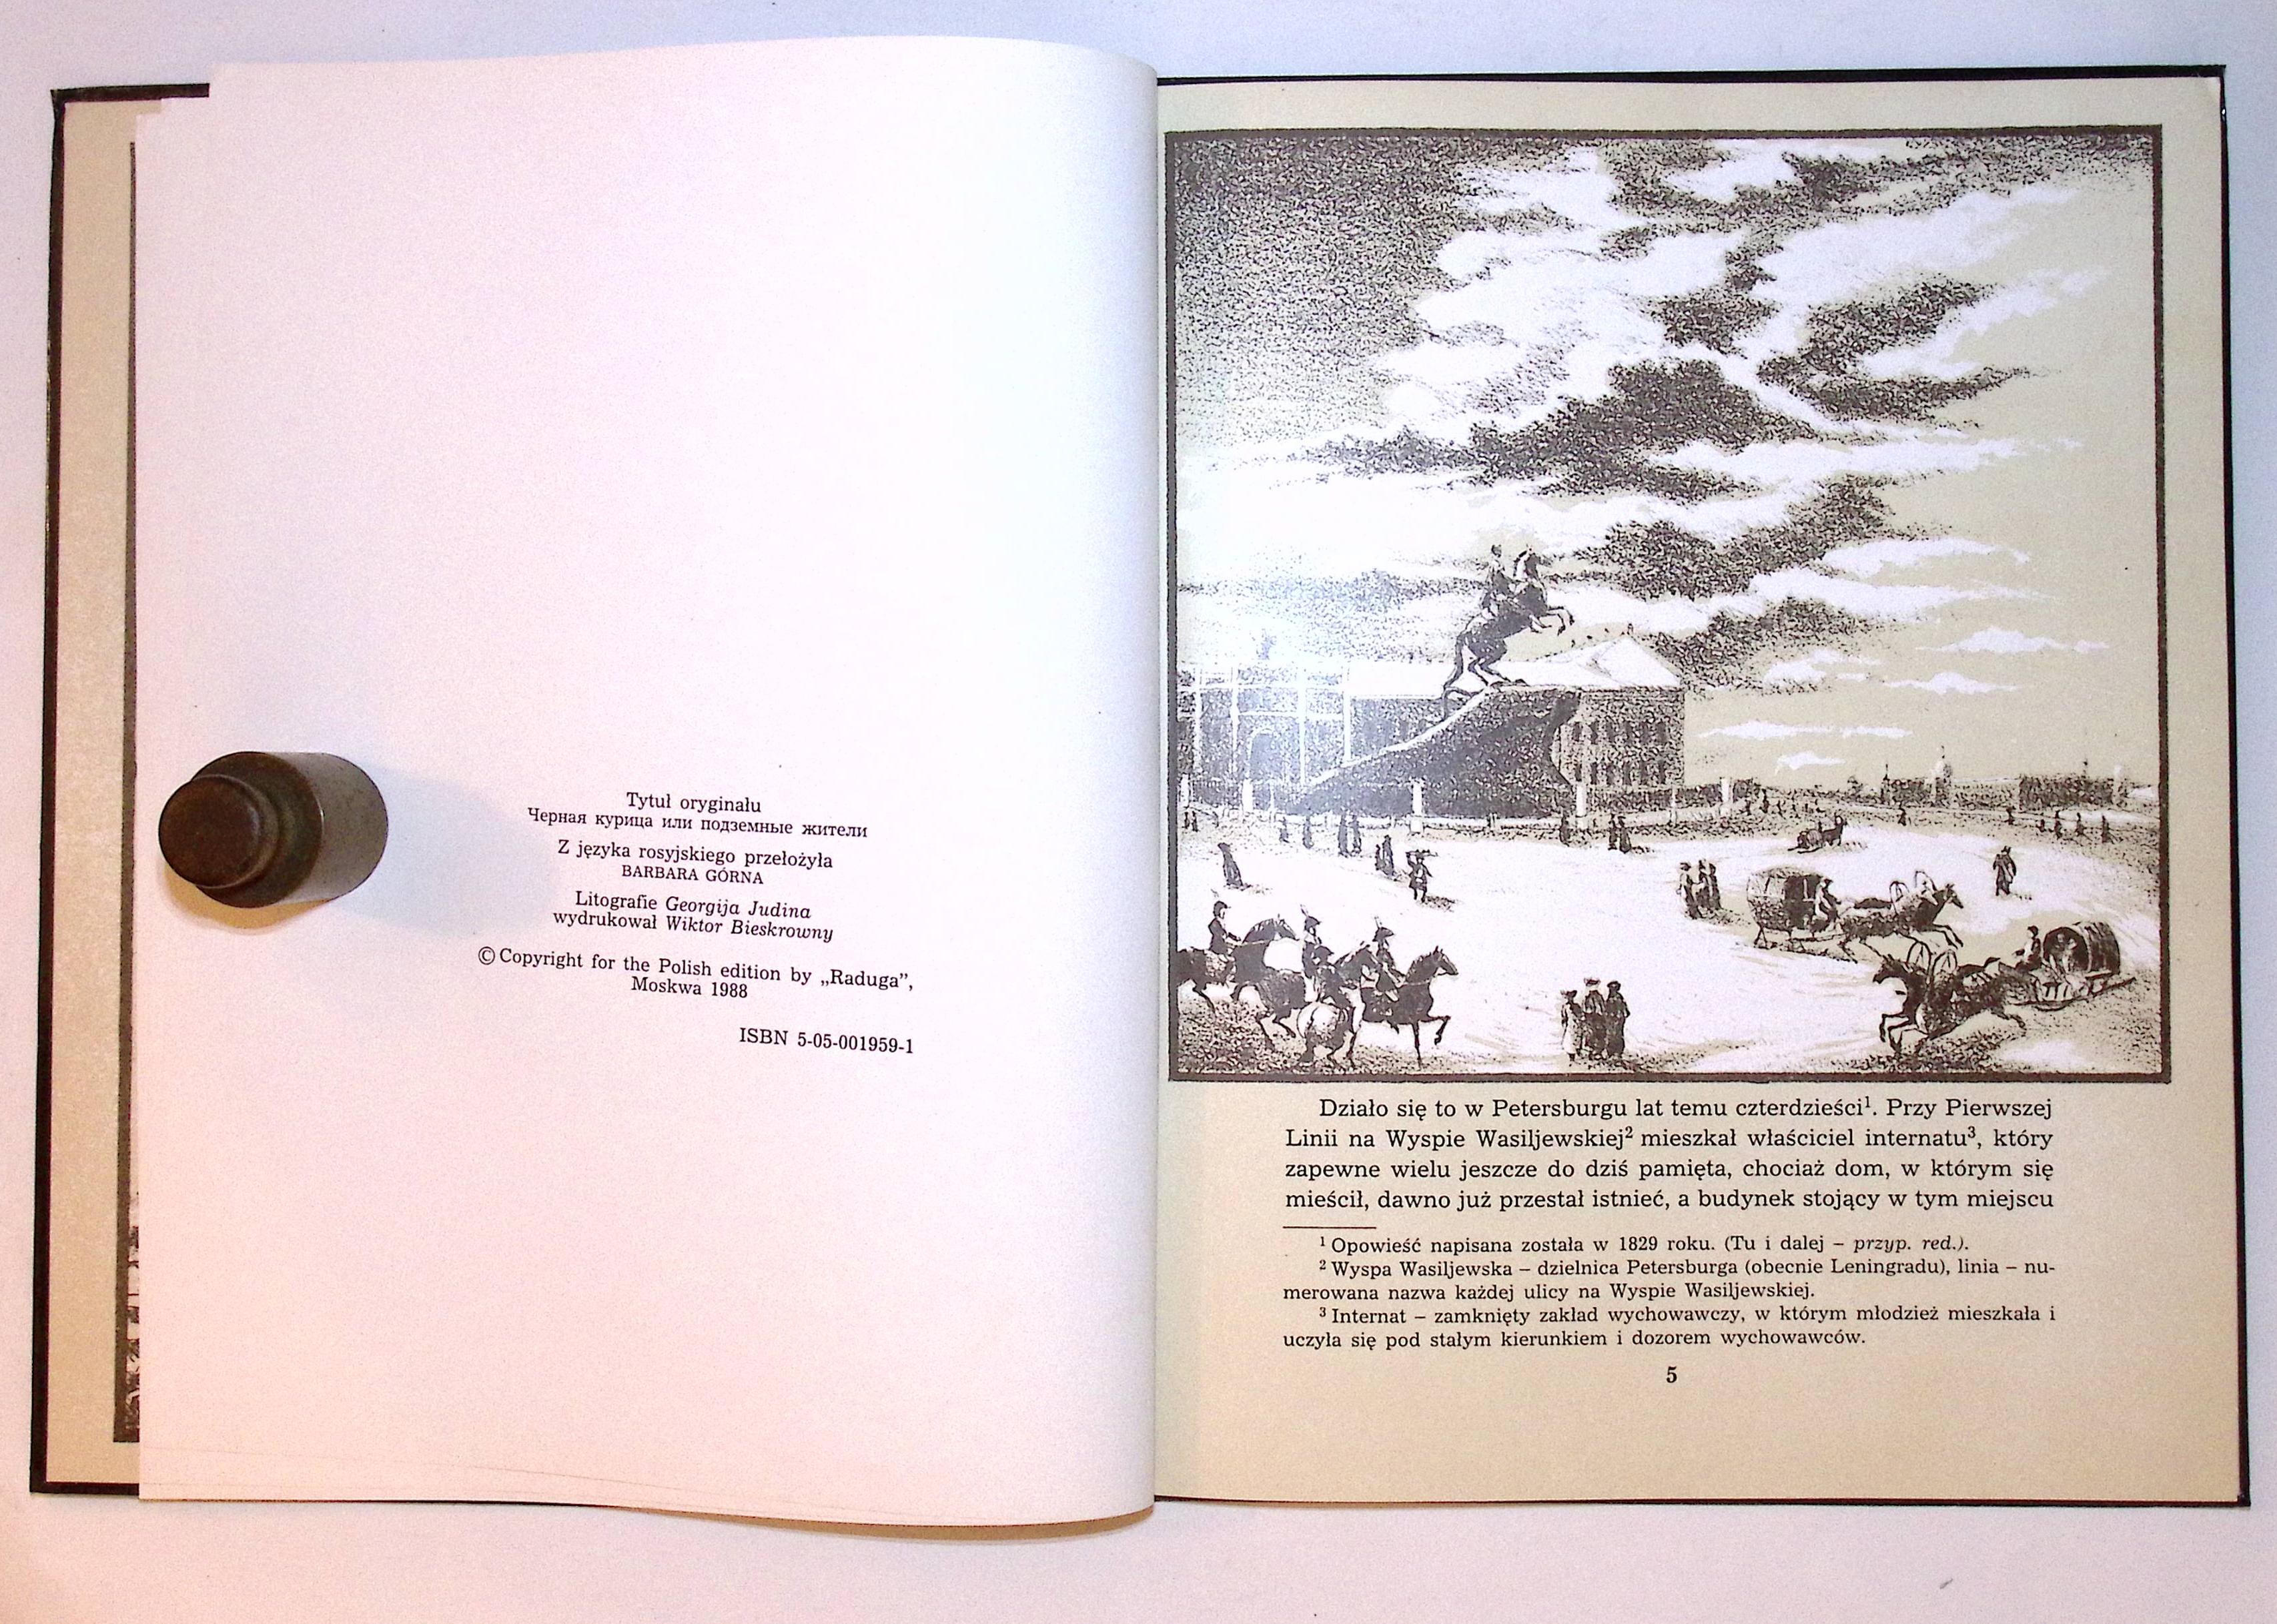 Tytuł oryginału
Черная курица или подземные жители
Z języka rosyjskiego przełożyła
BARBARA GÓRNA
Litografie Georgija Judina
wydrukował Wiktor Bieskrowny
© Copyright for the Polish edition by „Raduga”,
Moskwa 1988
ISBN 5-05-001959-1
Działo się to w Petersburgu lat temu czterdzieści¹. Przy Pierwszej
Linii na Wyspie Wasiljewskiej² mieszkał właściciel internatu³, który
zapewne wielu jeszcze do dziś pamięta, chociaż dom, w którym się
mieścił, dawno już przestał istnieć, a budynek stojący w tym miejscu
¹ Opowieść napisana została w 1829 roku. (Tu i dalej – przyp. red.).
² Wyspa Wasiljewska – dzielnica Petersburga (obecnie Leningradu), linia – nu-
merowana nazwa każdej ulicy na Wyspie Wasiljewskiej.
³ Internat – zamknięty zakład wychowawczy, w którym młodzież mieszkała i
uczyła się pod stałym kierunkiem i dozorem wychowawców.
5